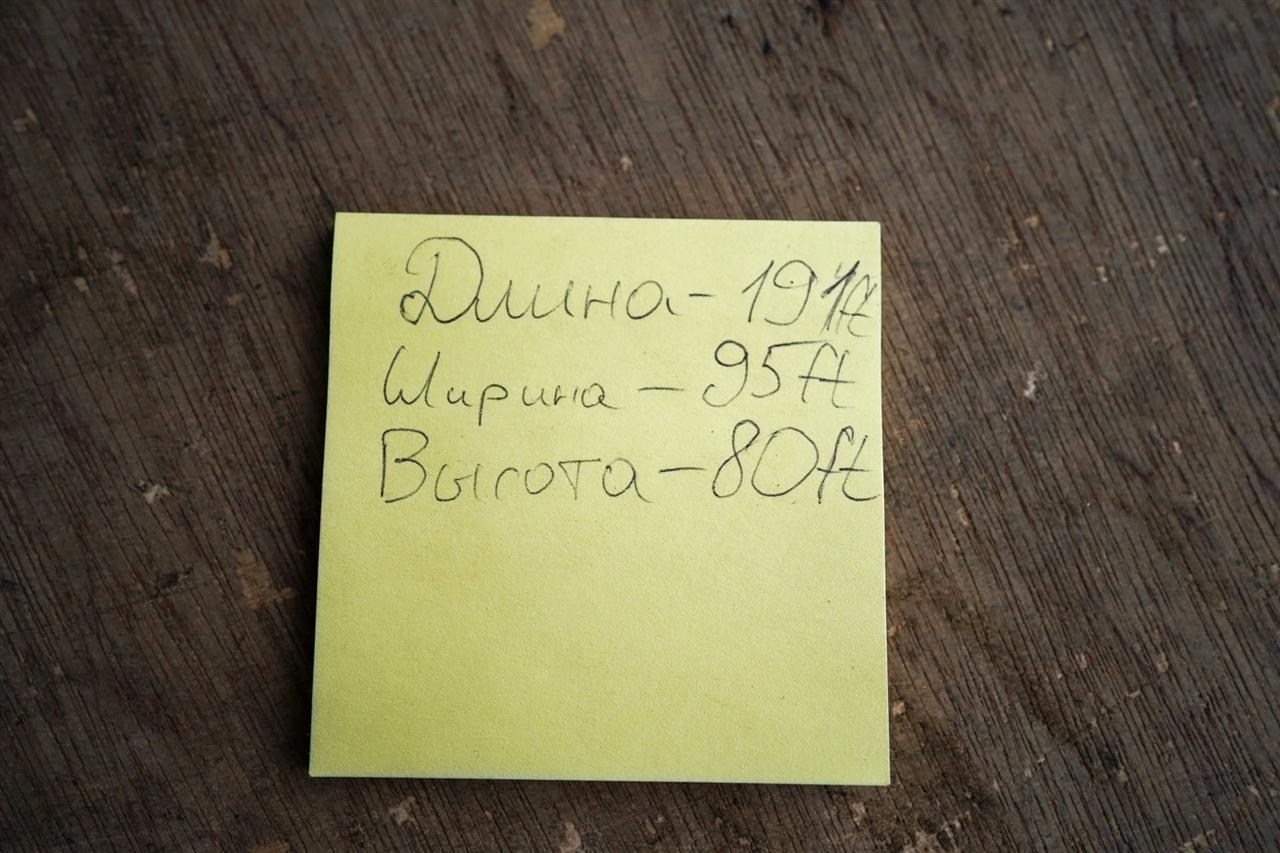 Длина - 191ft
Ширина - 95ft
Высота - 80ft